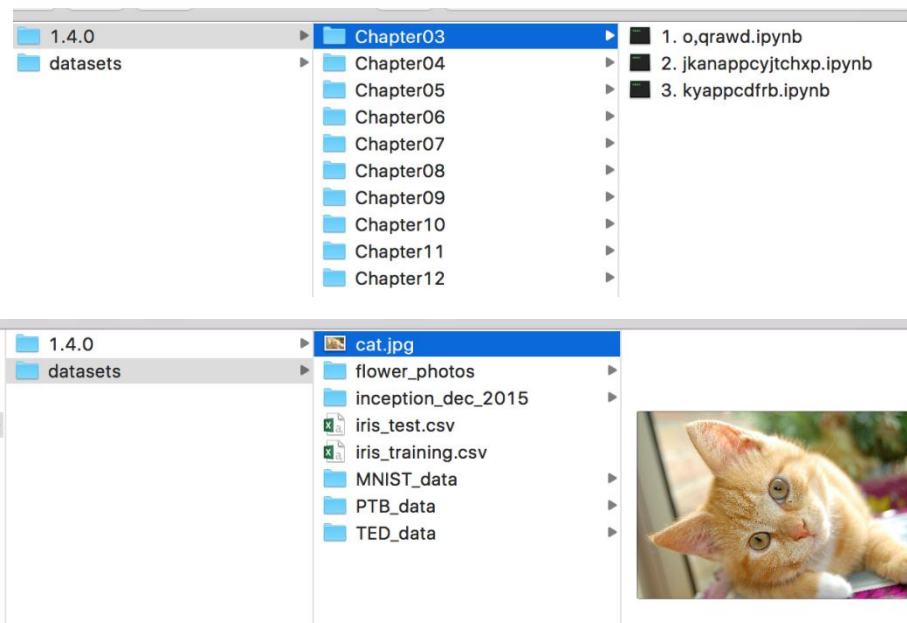 1.4.0
datasets
Chapter03
Chapter04
Chapter05
Chapter06
Chapter07
Chapter08
Chapter09
Chapter10
Chapter11
Chapter12
1. o,qrawd.ipynb
2. jkanappcyjtchxp.ipynb
3. kyappcdfrb.ipynb
1.4.0
datasets
cat.jpg
flower_photos
inception_dec_2015
iris_test.csv
iris_training.csv
MNIST_data
PTB_data
TED_data